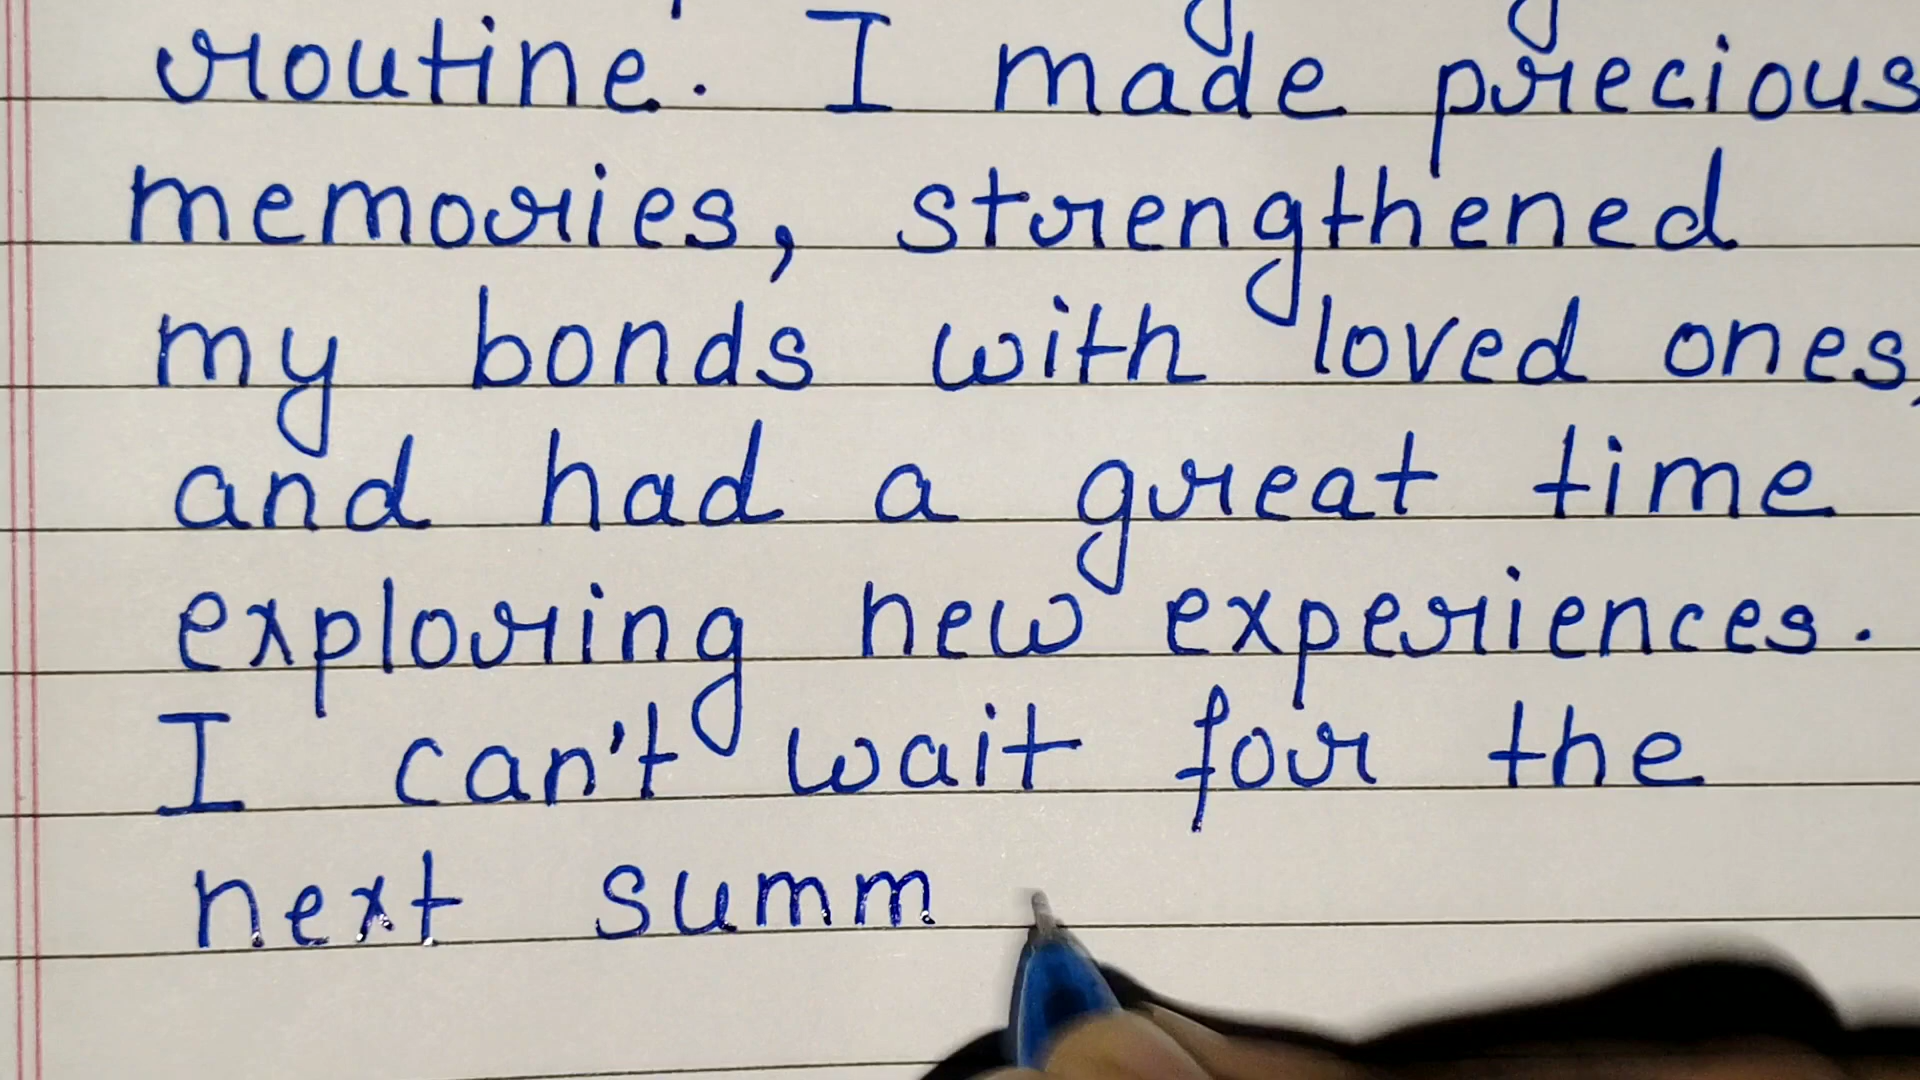 routine. I made precious
memories, strengthened
my bonds with loved ones,
and had a great time
exploring new experiences.
I can't wait for the
next summ